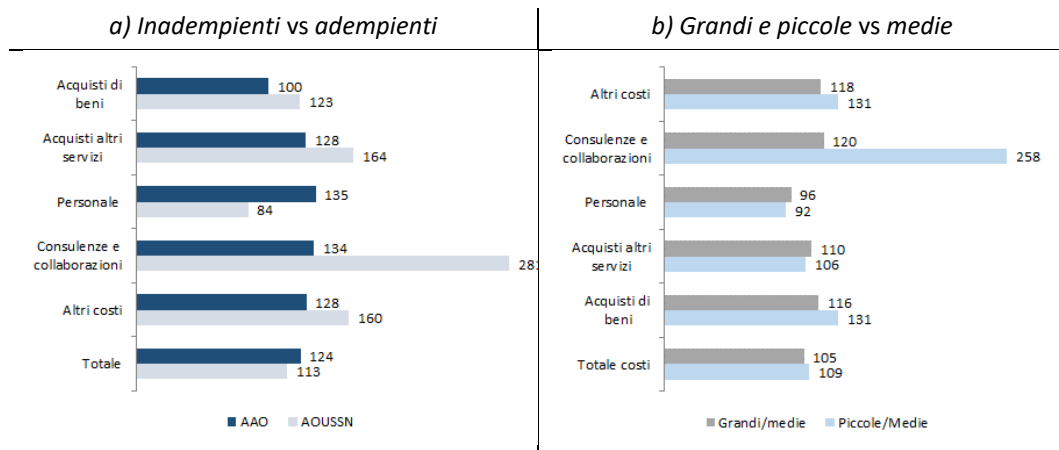 a) Inadempienti vs adempienti
Acquisti di
beni
100
123
Acquisti altri
servizi
128
164
Personale
135
84
Consulenze e
collaborazioni
134
281
Altri costi
128
160
Totale
124
113
AAO
AOUSSN
b) Grandi e piccole vs medie
Altri costi
118
131
Consulenze e
collaborazioni
120
258
Personale
96
92
Acquisti altri
servizi
110
106
Acquisti di
beni
116
131
Totale costi
105
109
Grandi/medie
Piccole/Medie